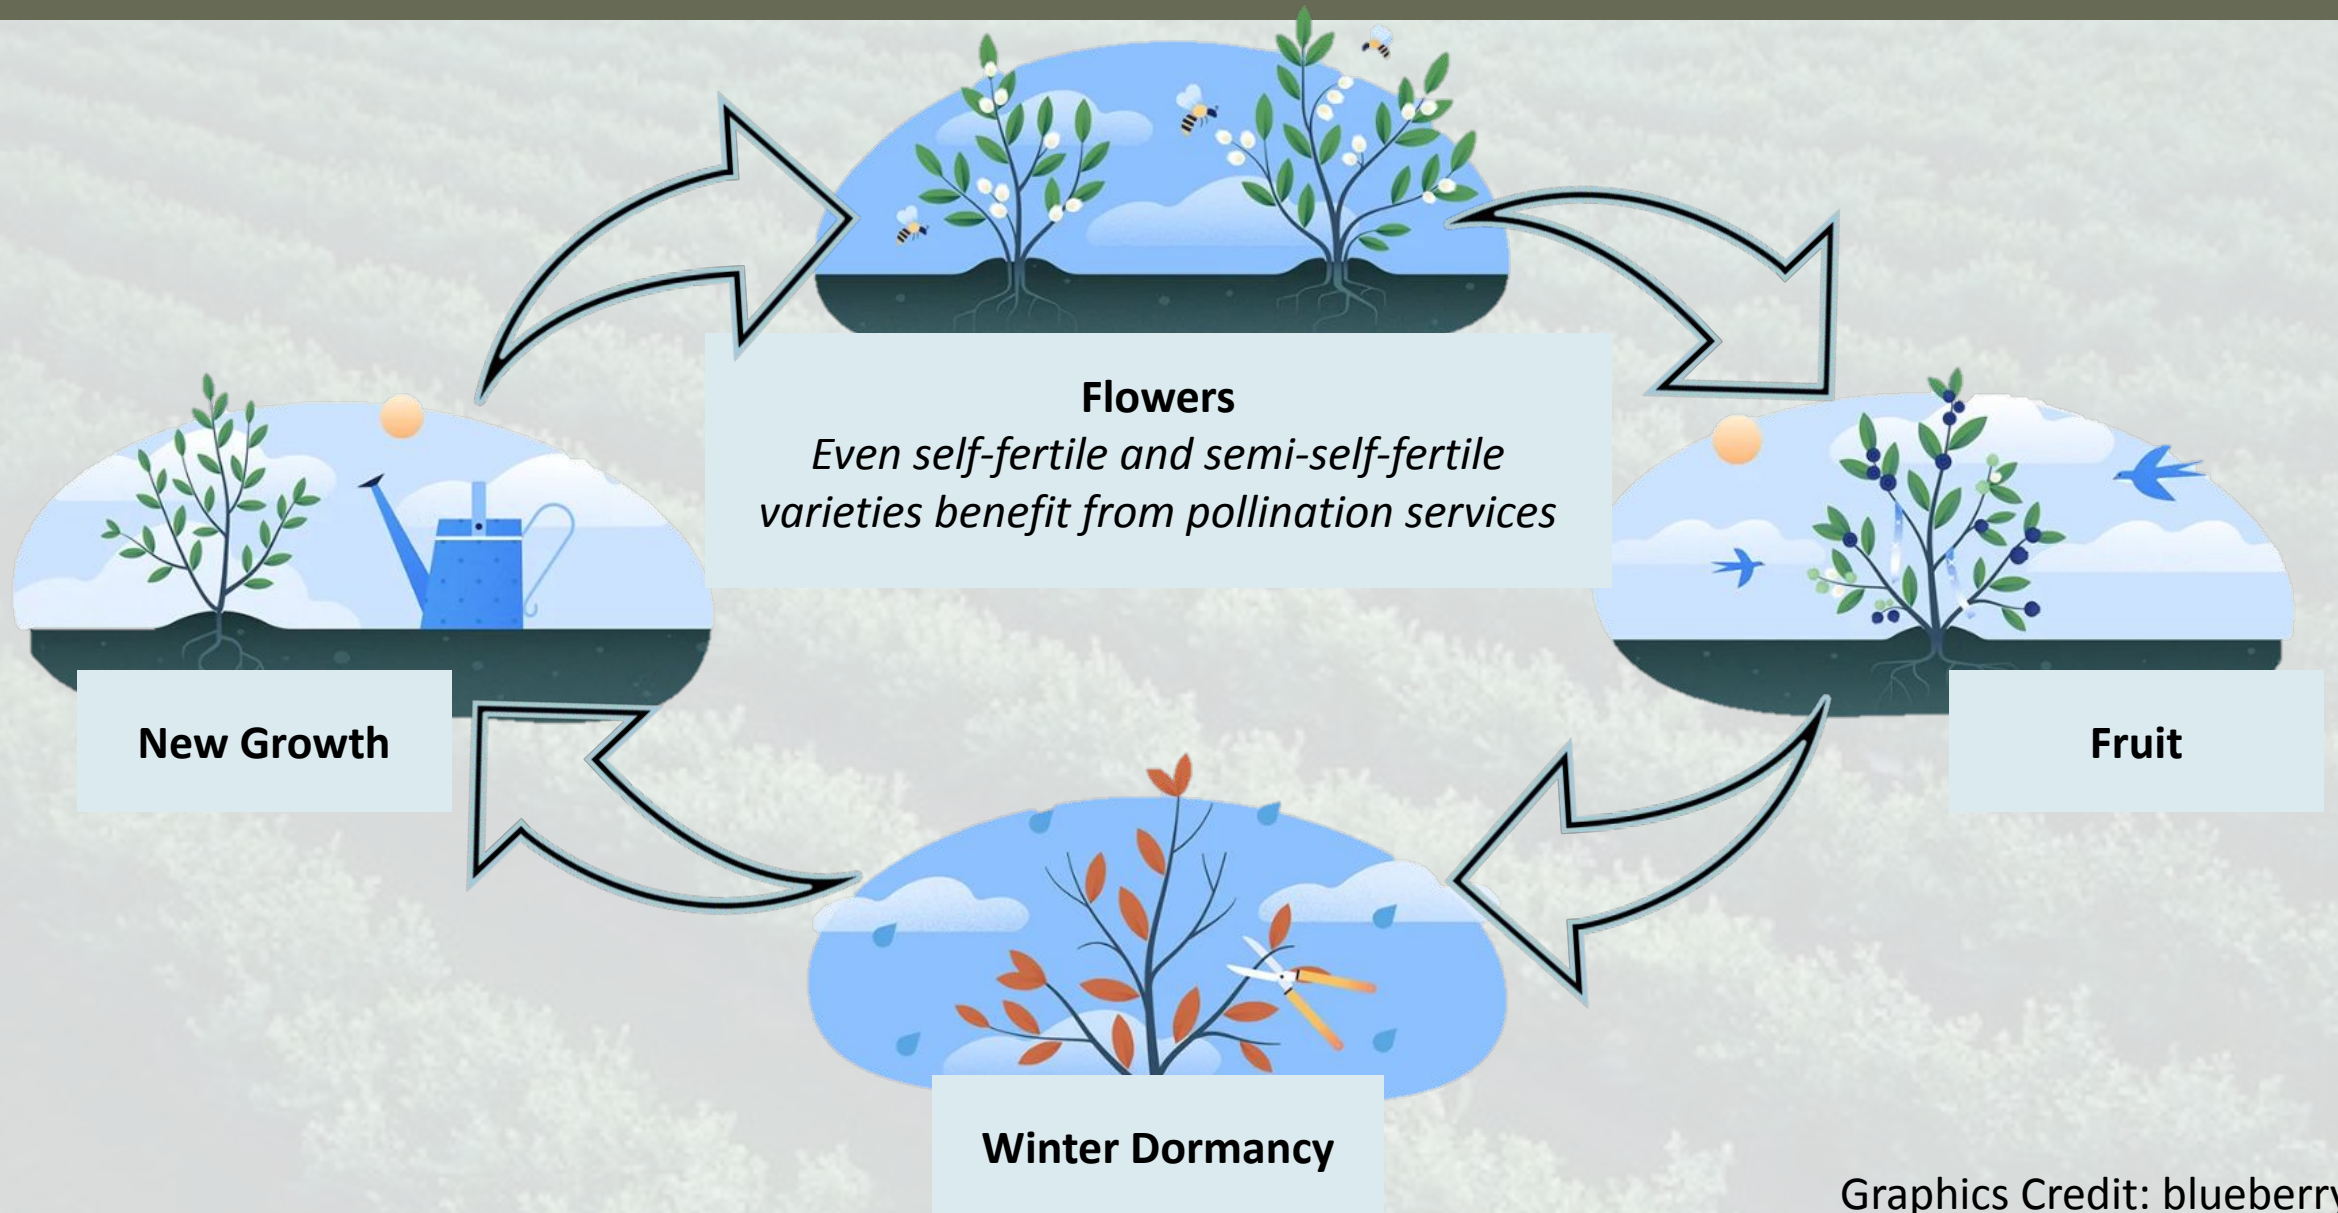 Flowers
Even self-fertile and semi-self-fertile
varieties benefit from pollination services
New Growth
Fruit
Winter Dormancy
Graphics Credit: blueberry